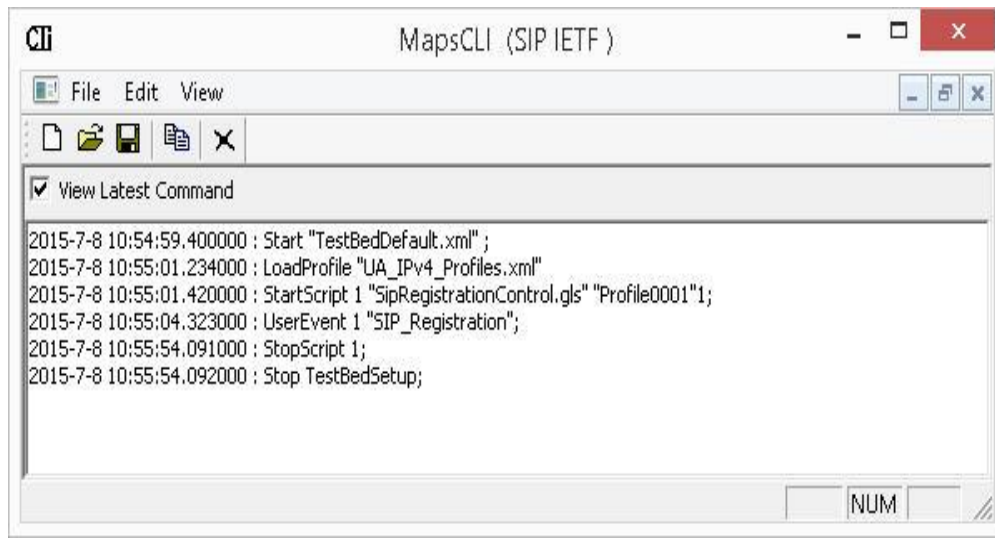 CTi MapsCLI (SIP IETF )
File Edit View
View Latest Command
2015-7-8 10:54:59.400000 : Start "TestBedDefault.xml" ;
2015-7-8 10:55:01.234000 : LoadProfile "UA_IPv4_Profiles.xml"
2015-7-8 10:55:01.420000 : StartScript 1 "SipRegistrationControl.gls" "Profile0001"1;
2015-7-8 10:55:04.323000 : UserEvent 1 "SIP_Registration";
2015-7-8 10:55:54.091000 : StopScript 1;
2015-7-8 10:55:54.092000 : Stop TestBedSetup;
NUM